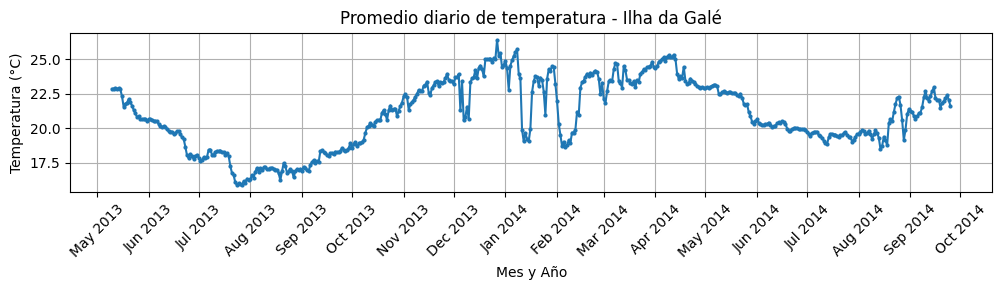 Promedio diario de temperatura - Ilha da Galé
Temperatura (°C)
25.0
22.5
20.0
17.5
May 2013
Jun 2013
Jul 2013
Aug 2013
Sep 2013
Oct 2013
Nov 2013
Dec 2013
Jan 2014
Feb 2014
Mar 2014
Apr 2014
May 2014
Jun 2014
Jul 2014
Aug 2014
Sep 2014
Oct 2014
Mes y Año